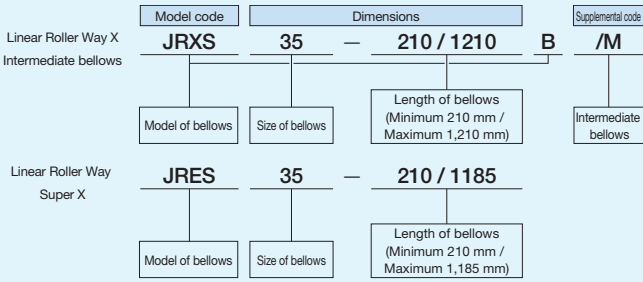 Model code Dimensions Supplemental code
Linear Roller Way X
Intermediate bellows
JRXS 35 — 210 / 1210 B /M
Model of bellows
Size of bellows
Length of bellows
(Minimum 210 mm /
Maximum 1,210 mm)
Intermediate
bellows
Linear Roller Way
Super X
JRES 35 — 210 / 1185
Model of bellows
Size of bellows
Length of bellows
(Minimum 210 mm /
Maximum 1,185 mm)